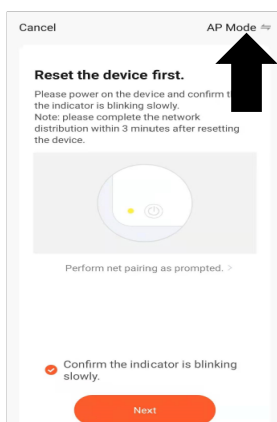 Cancel AP Mode
Reset the device first.
Please power on the device and confirm
the indicator is blinking slowly.
Note: please complete the network
distribution within 3 minutes after resetting
the device.
Perform net pairing as prompted. >
Confirm the indicator is blinking
slowly.
Next